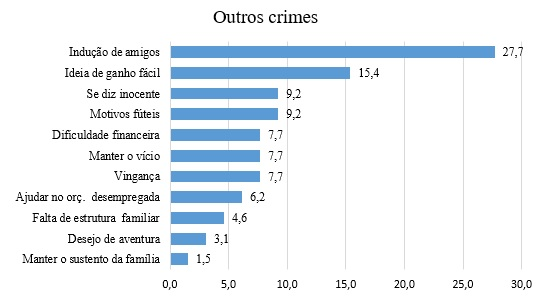 Outros crimes
Indução de amigos 27,7
Ideia de ganho fácil 15,4
Se diz inocente 9,2
Motivos fúteis 9,2
Dificuldade financeira 7,7
Manter o vício 7,7
Vingança 7,7
Ajudar no orç. desempregada 6,2
Falta de estrutura familiar 4,6
Desejo de aventura 3,1
Manter o sustento da família 1,5
0,0 5,0 10,0 15,0 20,0 25,0 30,0